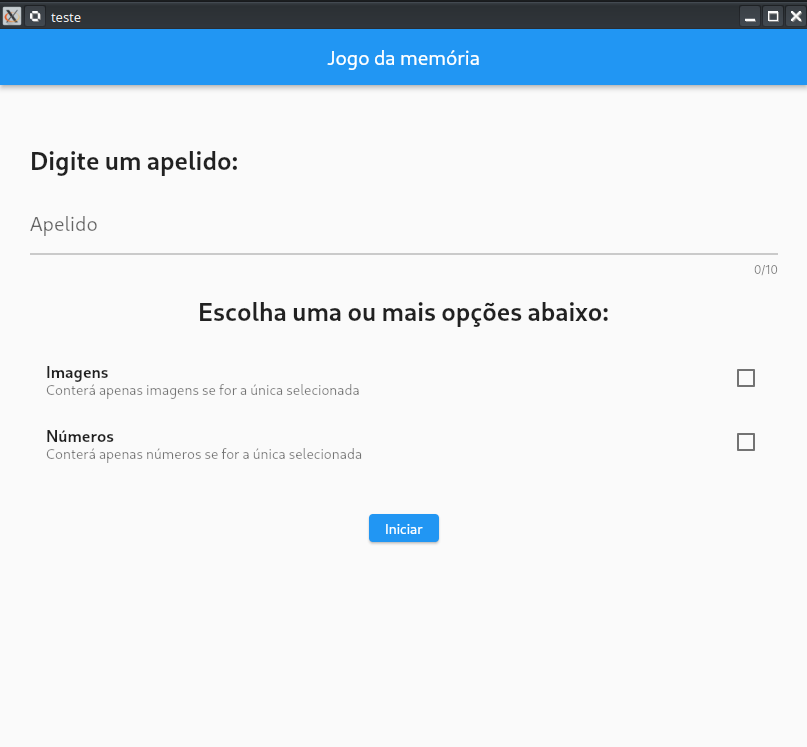 teste
Jogo da memória
Digite um apelido:
Apelido
0/10
Escolha uma ou mais opções abaixo:
Imagens
Conterá apenas imagens se for a única selecionada
Números
Conterá apenas números se for a única selecionada
Iniciar